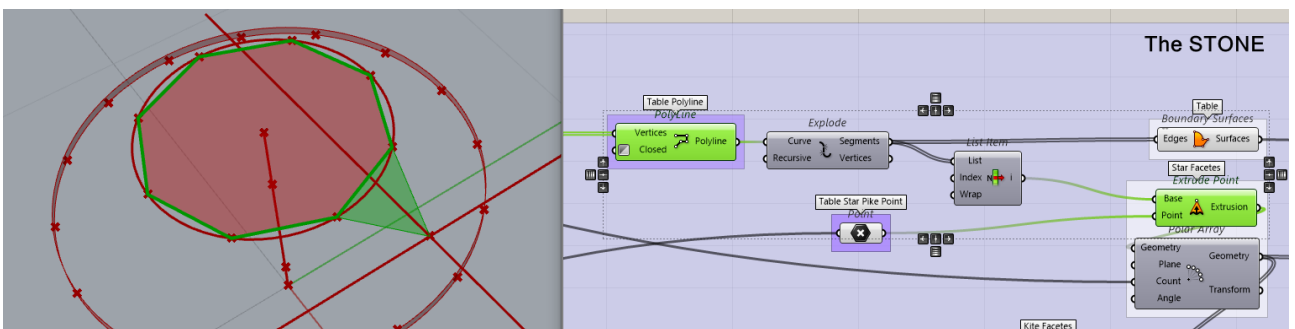 The STONE
Table Polyline
PolyLine
Vertices
Closed
Polyline
Explode
Curve
Recursive
Segments
Vertices
List Item
List
Index
Wrap
N
i
Table
Boundary Surfaces
Edges
Surfaces
Table Star Pike Point
Point
Star Facetes
Extrude Point
Base
Point
Extrusion
Polar Array
Geometry
Plane
Count
Angle
Geometry
Transform
Kite Facetes